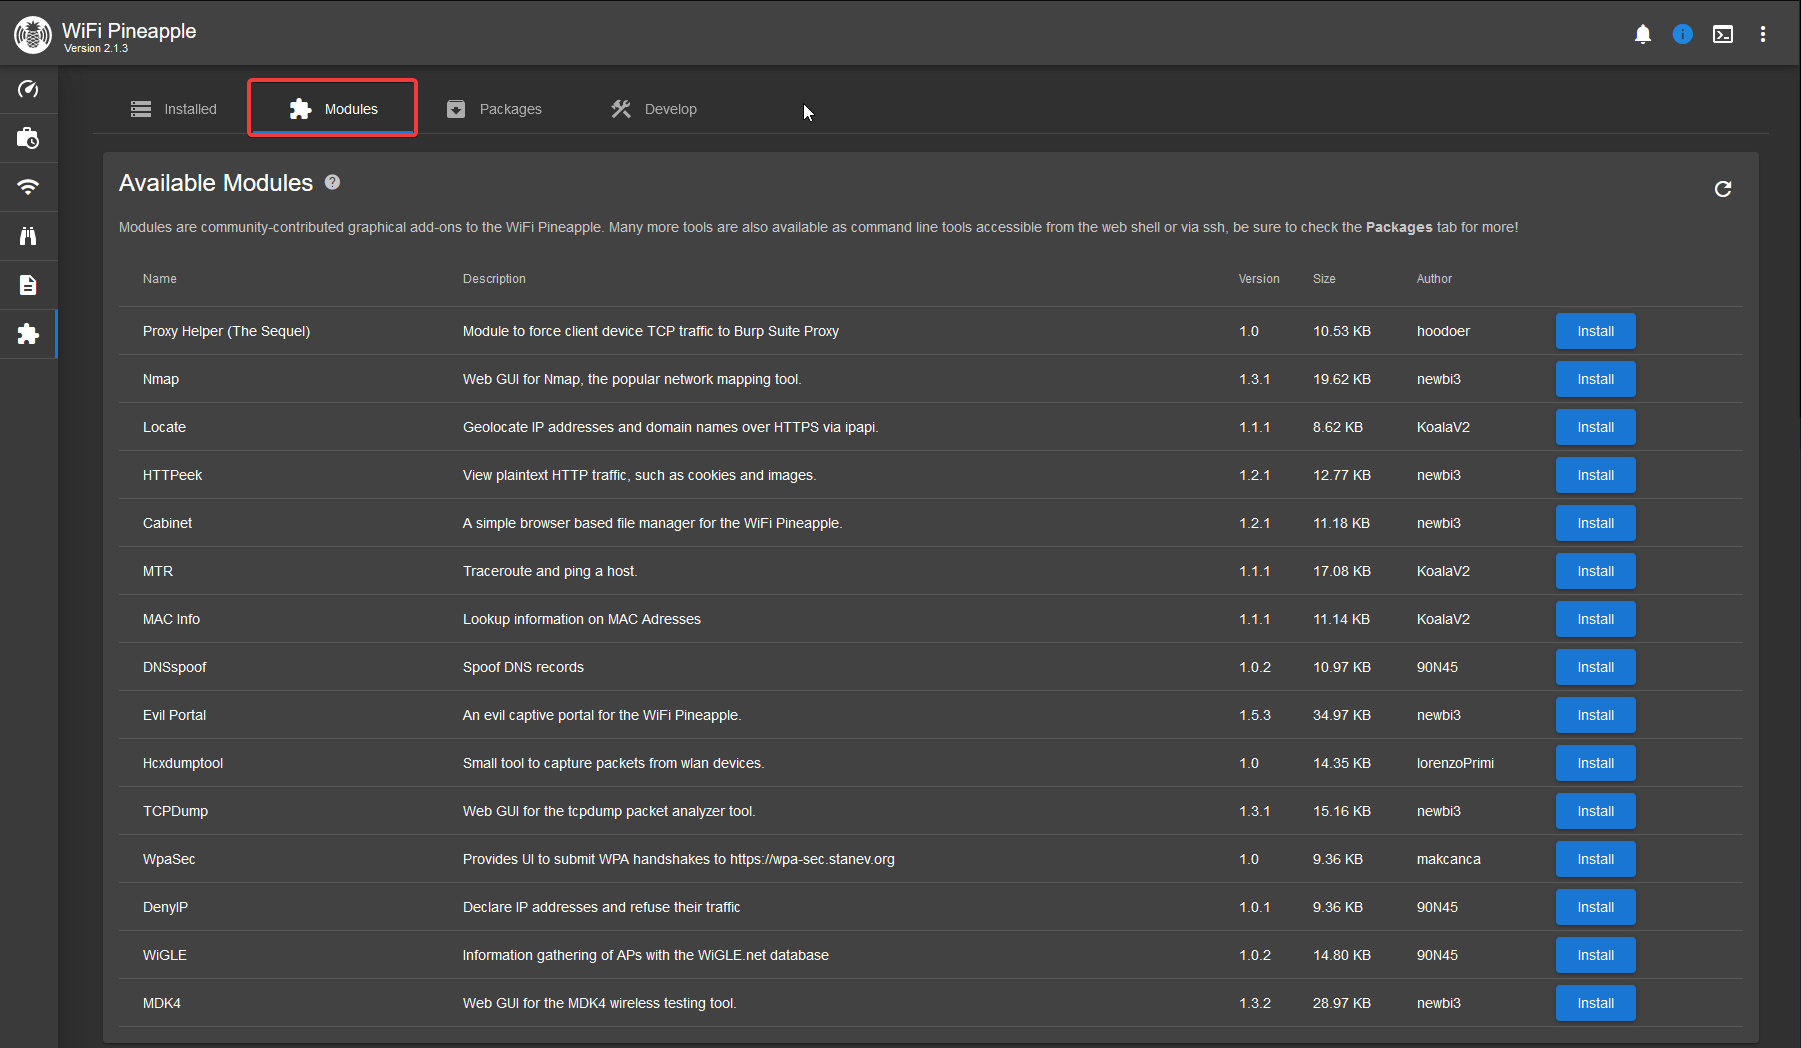 WiFi Pineapple
Version 2.1.3
Installed Modules Packages Develop
Available Modules ?
Modules are community-contributed graphical add-ons to the WiFi Pineapple. Many more tools are also available as command line tools accessible from the web shell or via ssh, be sure to check the Packages tab for more!
Name Description Version Size Author
Proxy Helper (The Sequel) Module to force client device TCP traffic to Burp Suite Proxy 1.0 10.53 KB hoodoer Install
Nmap Web GUI for Nmap, the popular network mapping tool. 1.3.1 19.62 KB newbi3 Install
Locate Geolocate IP addresses and domain names over HTTPS via ipapi. 1.1.1 8.62 KB KoalaV2 Install
HTTPeek View plaintext HTTP traffic, such as cookies and images. 1.2.1 12.77 KB newbi3 Install
Cabinet A simple browser based file manager for the WiFi Pineapple. 1.2.1 11.18 KB newbi3 Install
MTR Traceroute and ping a host. 1.1.1 17.08 KB KoalaV2 Install
MAC Info Lookup information on MAC Adresses 1.1.1 11.14 KB KoalaV2 Install
DNSspoof Spoof DNS records 1.0.2 10.97 KB 90N45 Install
Evil Portal An evil captive portal for the WiFi Pineapple. 1.5.3 34.97 KB newbi3 Install
Hcxdumptool Small tool to capture packets from wlan devices. 1.0 14.35 KB lorenzoPrimi Install
TCPDump Web GUI for the tcpdump packet analyzer tool. 1.3.1 15.16 KB newbi3 Install
WpaSec Provides UI to submit WPA handshakes to https://wpa-sec.stanev.org 1.0 9.36 KB makcanca Install
DenyIP Declare IP addresses and refuse their traffic 1.0.1 9.36 KB 90N45 Install
WiGLE Information gathering of APs with the WiGLE.net database 1.0.2 14.80 KB 90N45 Install
MDK4 Web GUI for the MDK4 wireless testing tool. 1.3.2 28.97 KB newbi3 Install